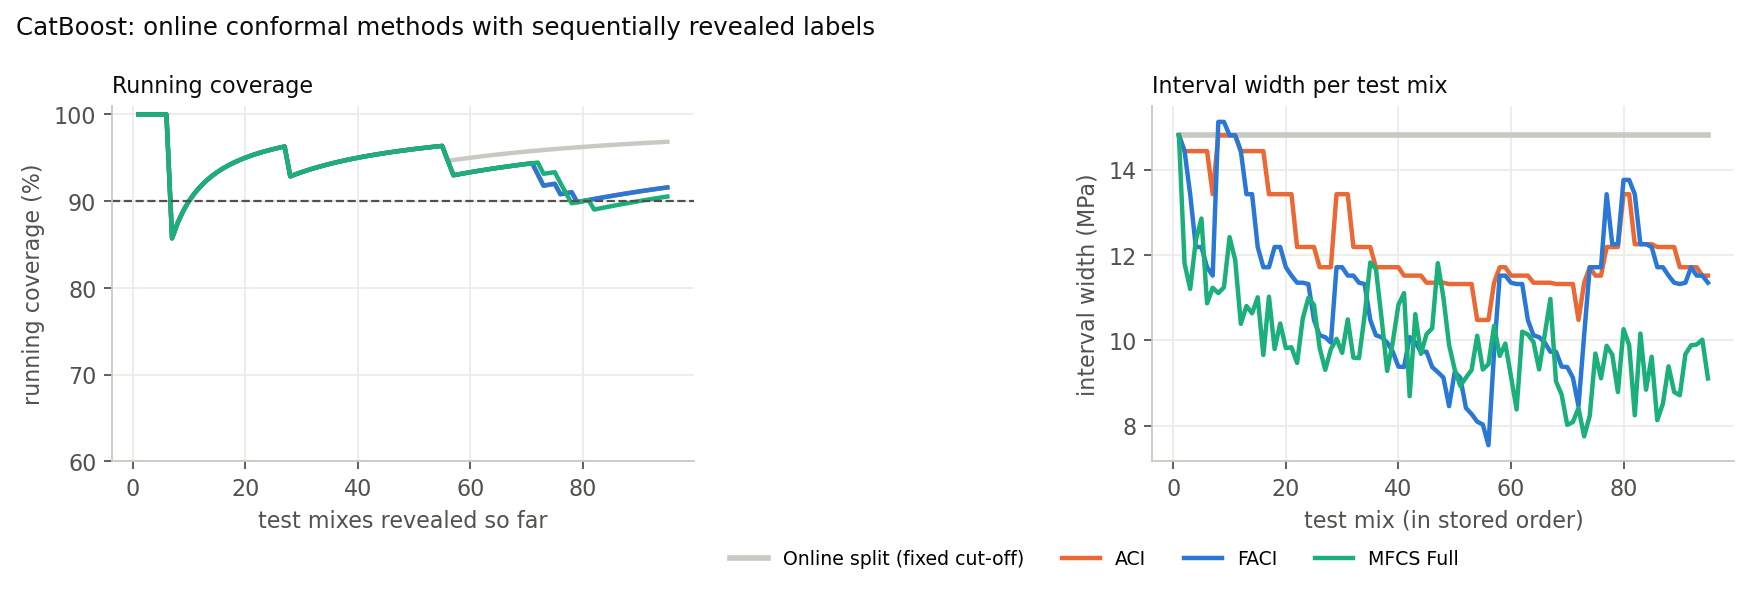 CatBoost: online conformal methods with sequentially revealed labels
Running coverage
running coverage (%)
100
90
80
70
60
0 20 40 60 80
test mixes revealed so far
Interval width per test mix
interval width (MPa)
14
12
10
8
0 20 40 60 80
test mix (in stored order)
Online split (fixed cut-off) ACI FACI MFCS Full